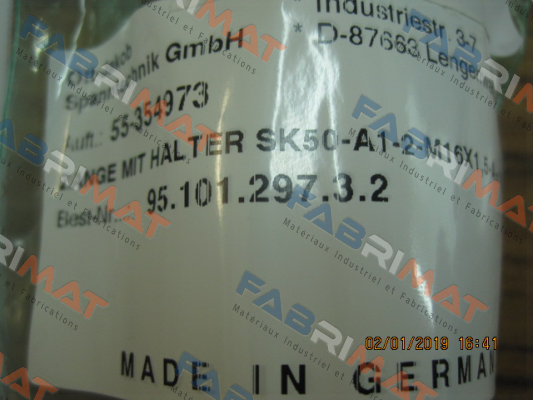 Industriestr. 3-7
* D-87663 Lenge
Spanntechnik GmbH
Auft.: 55-354973
ZANGE MIT HALTER SK50-A1-2-M16X1.5
Best-Nr.: 95.101.297.3.2
MADE IN GERMAN
02/01/2019 16:41
FABRIMAT
Materiaux Industriel et Fabrications